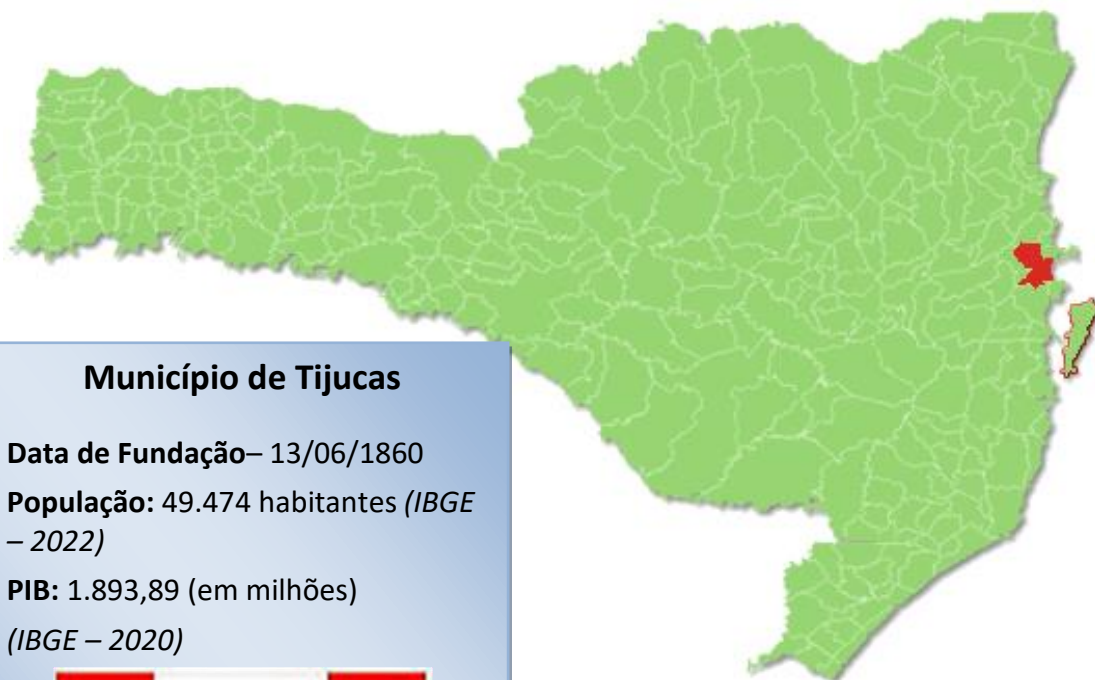 Município de Tijucas
Data de Fundação– 13/06/1860
População: 49.474 habitantes (IBGE
– 2022)
PIB: 1.893,89 (em milhões)
(IBGE – 2020)